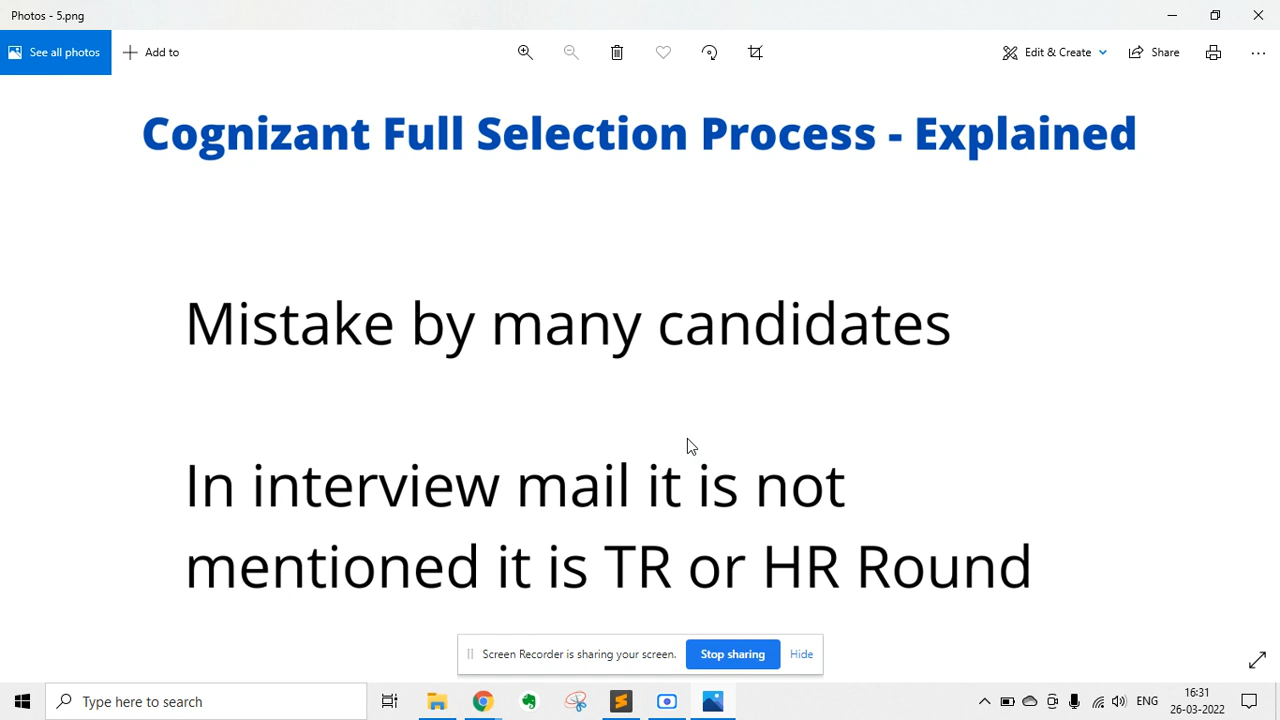 Photos - 5.png
See all photos
Add to
Edit & Create
Share
Cognizant Full Selection Process - Explained
Mistake by many candidates
In interview mail it is not
mentioned it is TR or HR Round
Screen Recorder is sharing your screen.
Stop sharing
Hide
Type here to search
ENG
16:31
26-03-2022